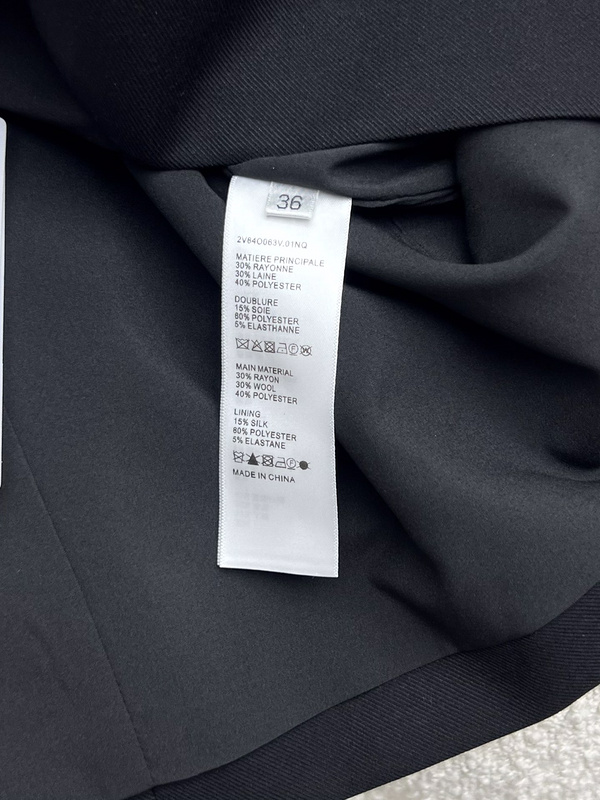 36
2V84O063V.01NQ
MATIERE PRINCIPALE
30% RAYONNE
30% LAINE
40% POLYESTER
DOUBLURE
15% SOIE
80% POLYESTER
5% ELASTHANNE
MAIN MATERIAL
30% RAYON
30% WOOL
40% POLYESTER
LINING
15% SILK
80% POLYESTER
5% ELASTANE
MADE IN CHINA